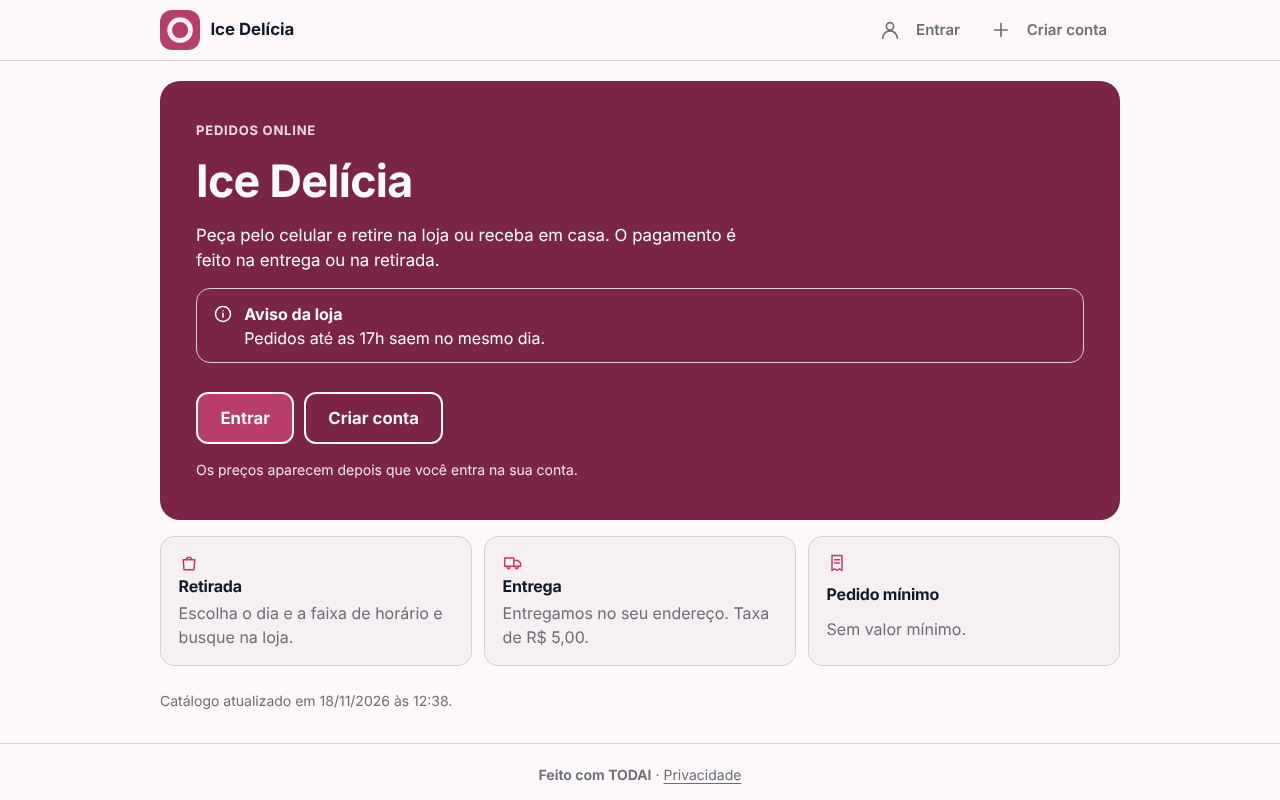 Ice Delícia
Entrar
Criar conta
PEDIDOS ONLINE
Ice Delícia
Peça pelo celular e retire na loja ou receba em casa. O pagamento é
feito na entrega ou na retirada.
Aviso da loja
Pedidos até as 17h saem no mesmo dia.
Entrar
Criar conta
Os preços aparecem depois que você entra na sua conta.
Retirada
Escolha o dia e a faixa de horário e
busque na loja.
Entrega
Entregamos no seu endereço. Taxa
de R$ 5,00.
Pedido mínimo
Sem valor mínimo.
Catálogo atualizado em 18/11/2026 às 12:38.
Feito com TODAI · Privacidade